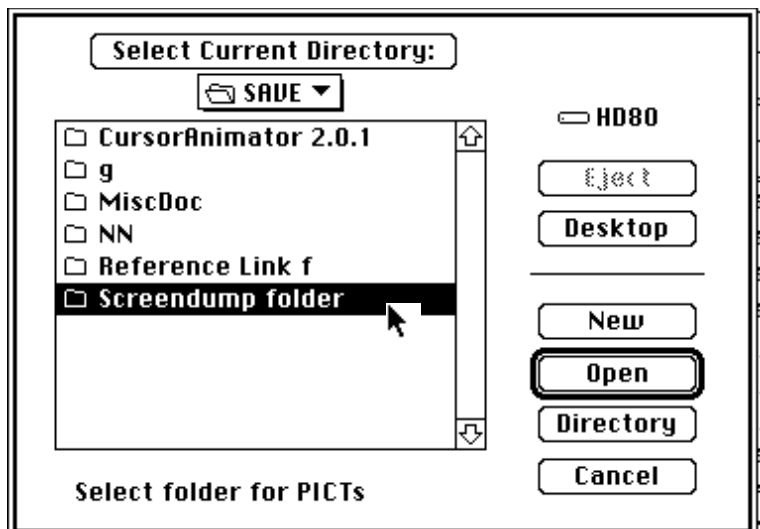 Select Current Directory:
SAVE
CursorAnimator 2.0.1
g
MiscDoc
NN
Reference Link f
Screendump folder
Select folder for PICTs
HD80
Eject
Desktop
New
Open
Directory
Cancel